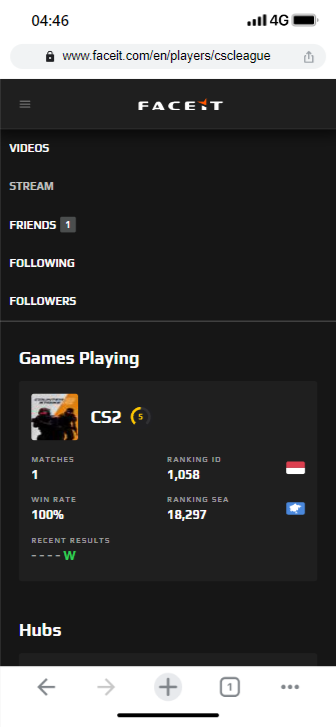 04:46
4G
www.faceit.com/en/players/cscleague
FACEIT
VIDEOS
STREAM
FRIENDS 1
FOLLOWING
FOLLOWERS
Games Playing
CS2 5
MATCHES
1
RANKING ID
1,058
WIN RATE
100%
RANKING SEA
18,297
RECENT RESULTS
- - - - W
Hubs
1